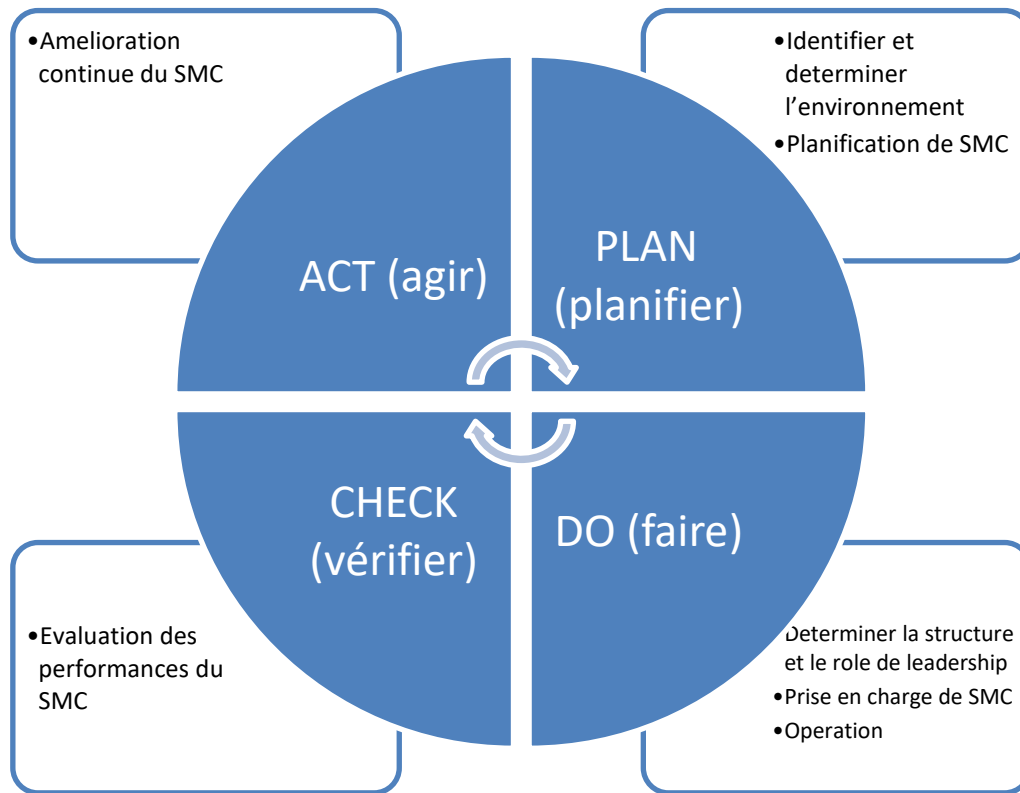 •Amelioration
continue du SMC
•Identifier et
determiner
l’environnement
•Planification de SMC
ACT (agir)
PLAN
(planifier)
CHECK
(vérifier)
DO (faire)
•Evaluation des
performances du
SMC
Determiner la structure
et le role de leadership
•Prise en charge de SMC
•Operation